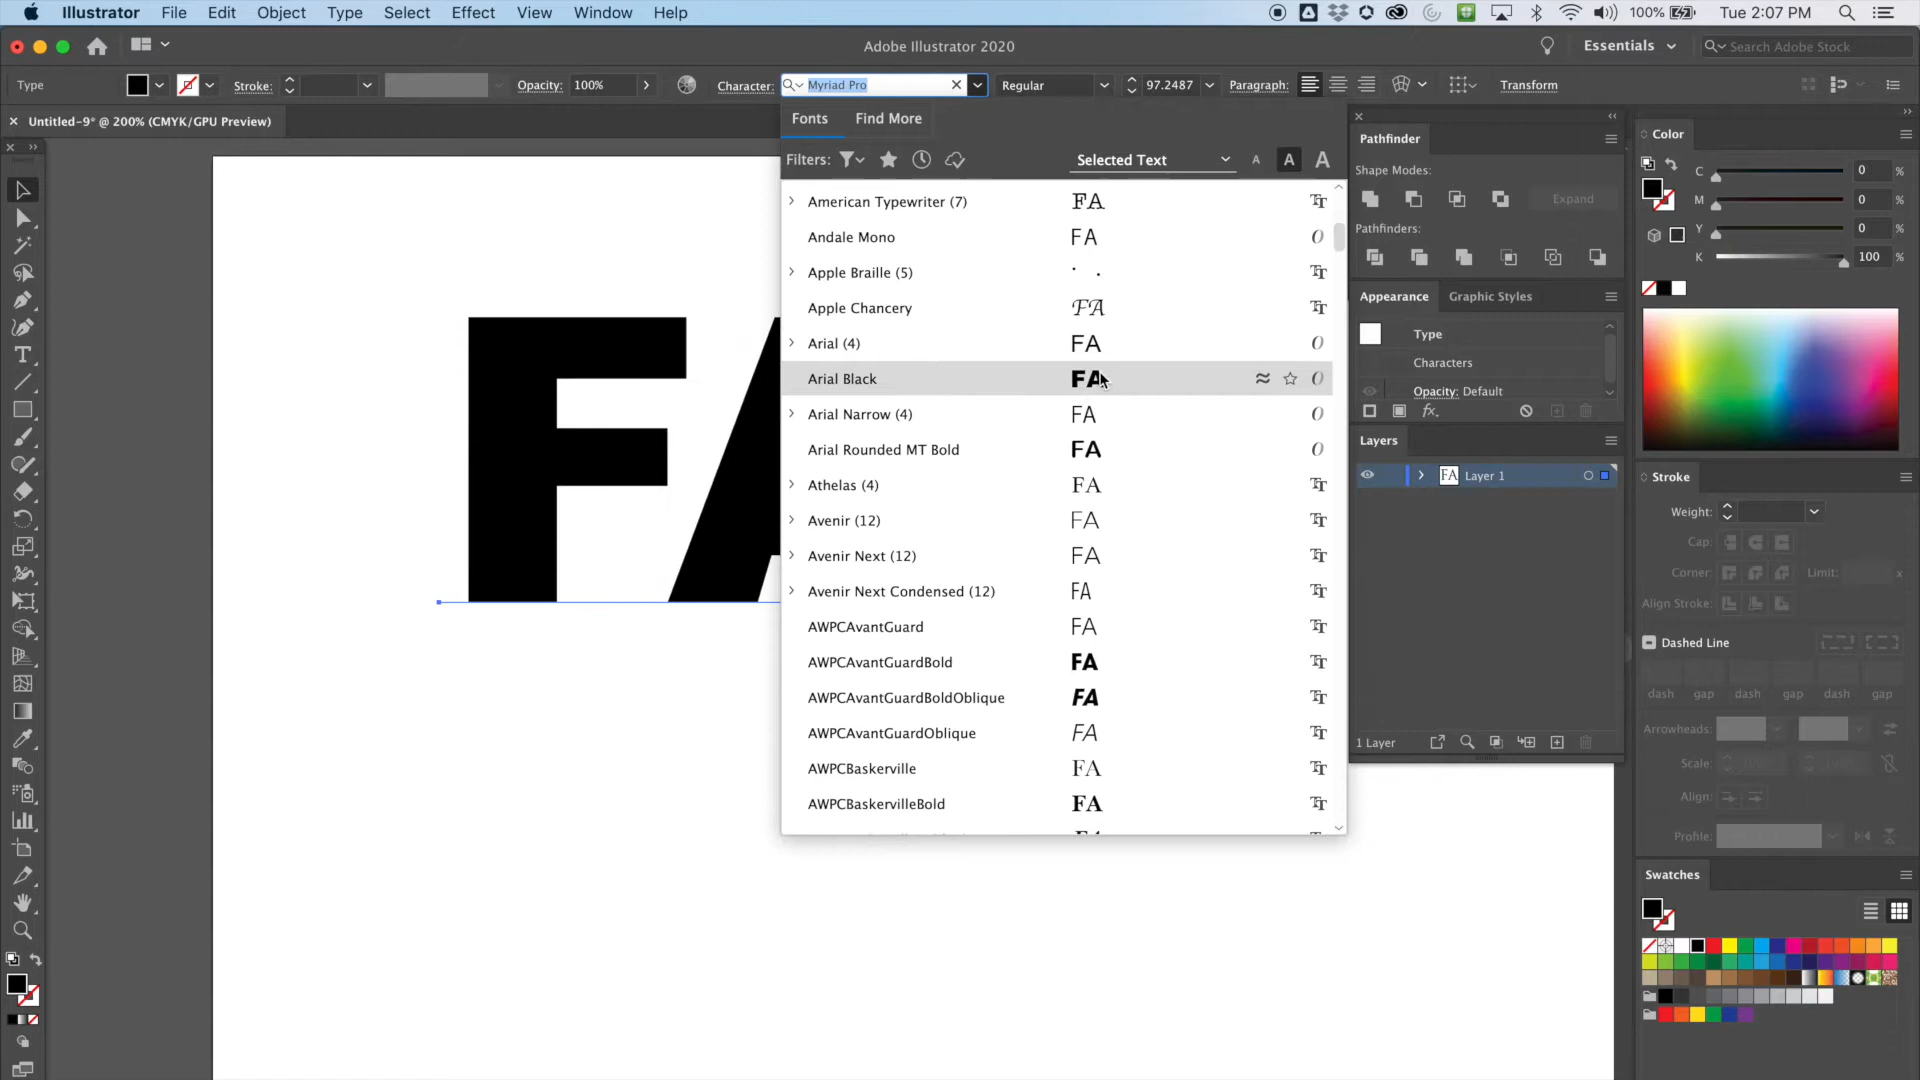 Illustrator File Edit Object Type Select Effect View Window Help 100% Tue 2:07 PM
Adobe Illustrator 2020 Essentials Search Adobe Stock
Type Stroke: Opacity: 100% Character: Myriad Pro Regular 97.2487 Paragraph: Transform
Untitled-9* @ 200% (CMYK/GPU Preview)
FA
Fonts Find More
Filters: Selected Text A A A
American Typewriter (7) FA
Andale Mono FA
Apple Braille (5)
Apple Chancery FA
Arial (4) FA
Arial Black FA
Arial Narrow (4) FA
Arial Rounded MT Bold FA
Athelas (4) FA
Avenir (12) FA
Avenir Next (12) FA
Avenir Next Condensed (12) FA
AWPCAvantGuard FA
AWPCAvantGuardBold FA
AWPCAvantGuardBoldOblique FA
AWPCAvantGuardOblique FA
AWPCBaskerville FA
AWPCBaskervilleBold FA
Pathfinder
Shape Modes:
Expand
Pathfinders:
Appearance Graphic Styles
Type
Characters
Opacity: Default
fx.
Layers
FA Layer 1
1 Layer
Color
C 0 %
M 0 %
Y 0 %
K 100 %
Stroke
Weight:
Cap:
Corner: Limit: x
Align Stroke:
Dashed Line
dash gap dash gap dash gap
Arrowheads:
Scale: 100% 100%
Align:
Profile:
Swatches